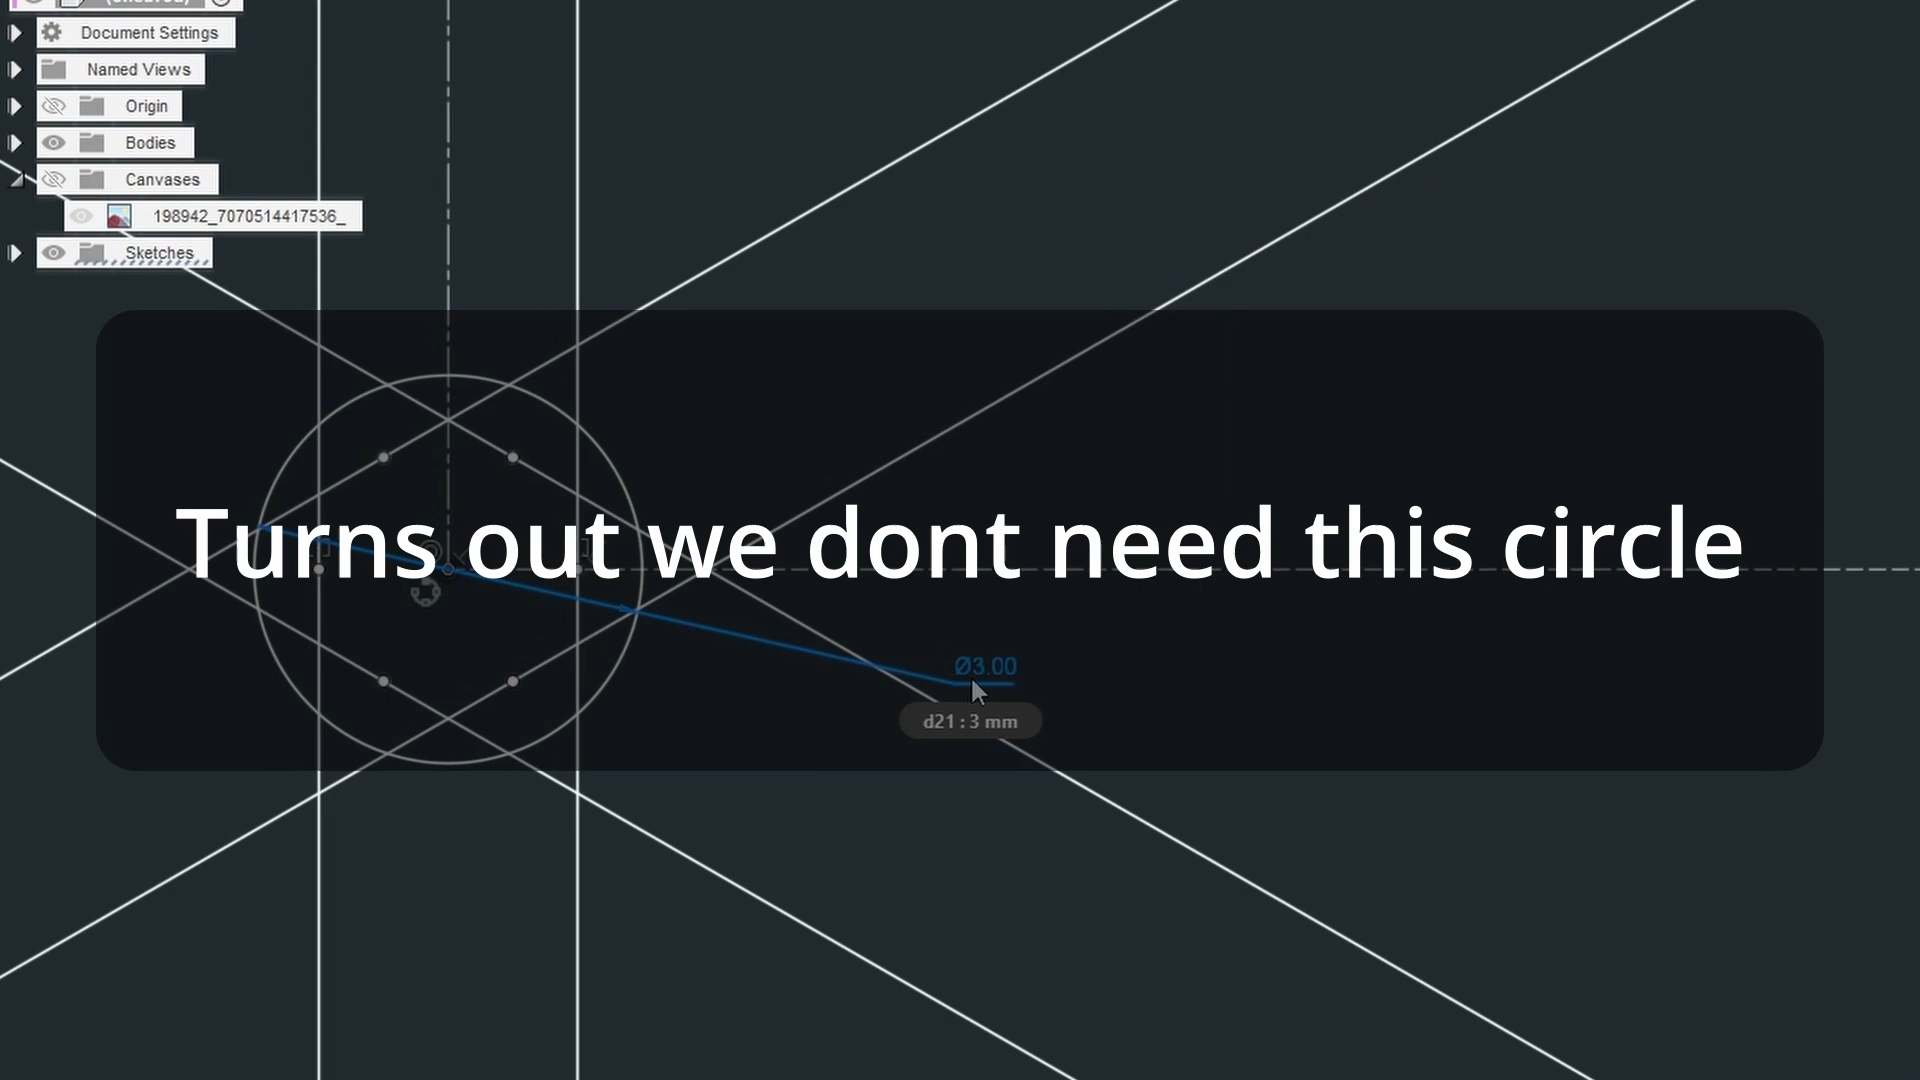 (Unsaved)
Document Settings
Named Views
Origin
Bodies
Canvases
198942_7070514417536_
Sketches
Turns out we dont need this circle
Ø3.00
d21 : 3 mm